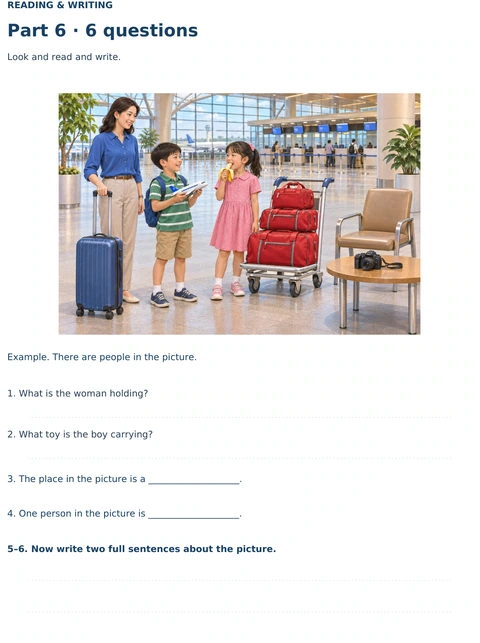 READING & WRITING
Part 6 · 6 questions
Look and read and write.
Example. There are people in the picture.
1. What is the woman holding?
2. What toy is the boy carrying?
3. The place in the picture is a ____________________.
4. One person in the picture is ____________________.
5–6. Now write two full sentences about the picture.